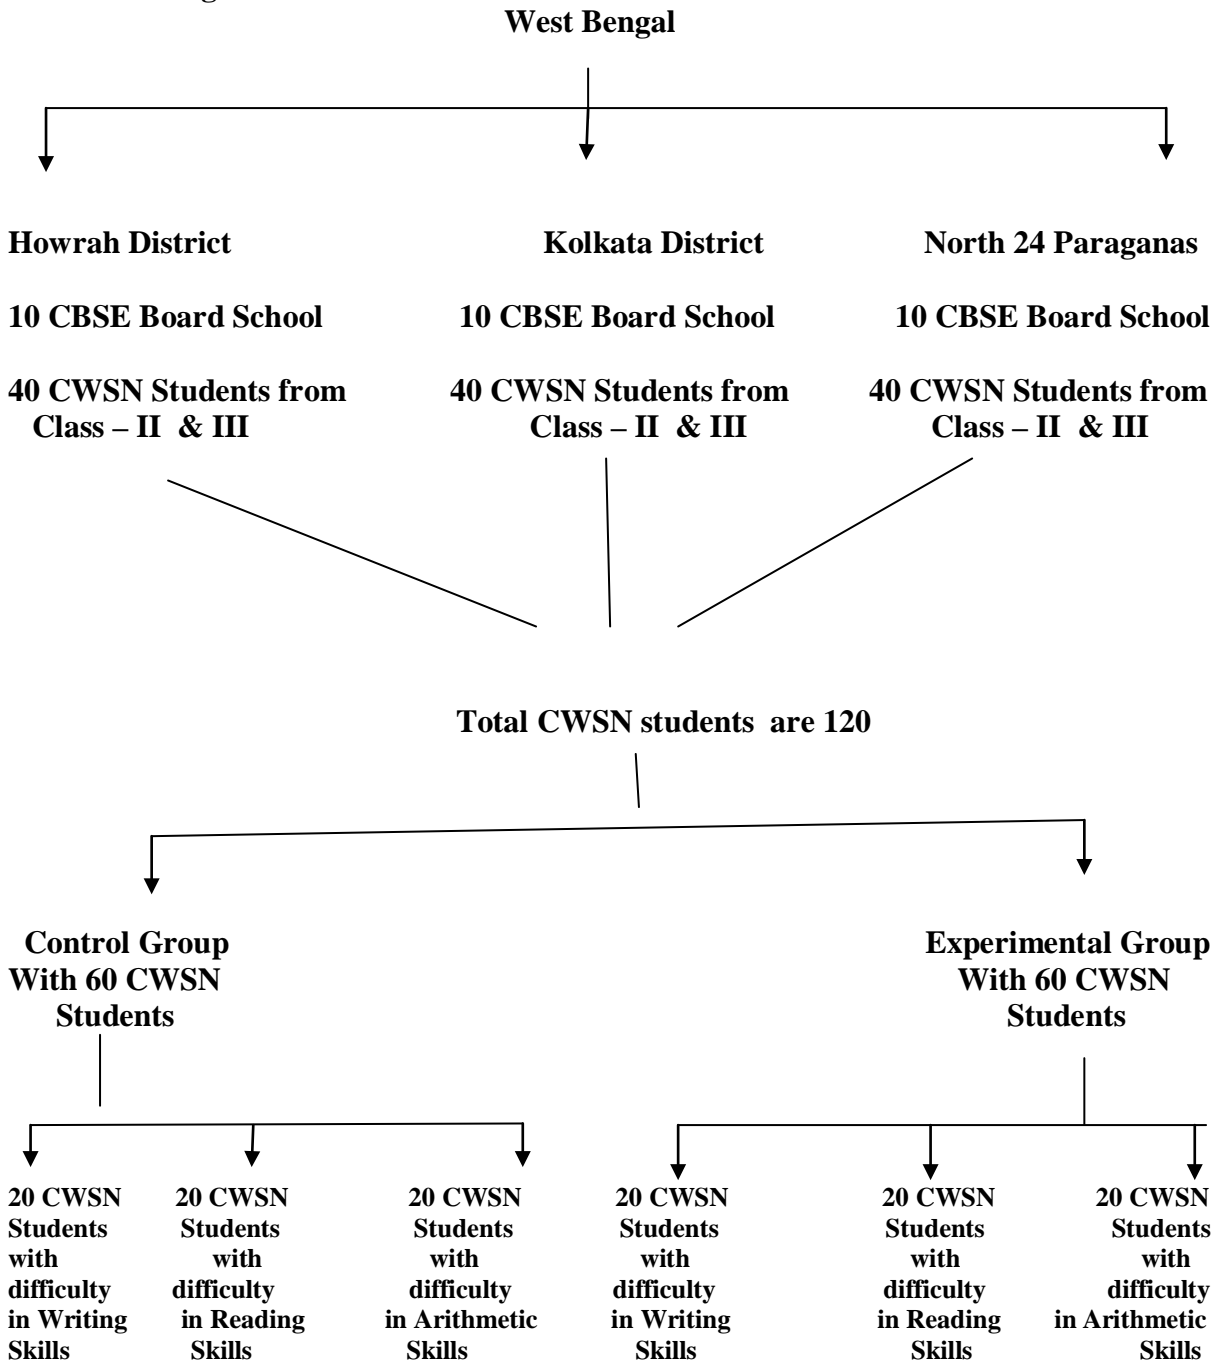 West Bengal
Howrah District
Kolkata District
North 24 Paraganas
10 CBSE Board School
10 CBSE Board School
10 CBSE Board School
40 CWSN Students from
Class – II & III
40 CWSN Students from
Class – II & III
40 CWSN Students from
Class – II & III
Total CWSN students are 120
Control Group
With 60 CWSN
Students
Experimental Group
With 60 CWSN
Students
20 CWSN
Students
with
difficulty
in Writing
Skills
20 CWSN
Students
with
difficulty
in Reading
Skills
20 CWSN
Students
with
difficulty
in Arithmetic
Skills
20 CWSN
Students
with
difficulty
in Writing
Skills
20 CWSN
Students
with
difficulty
in Reading
Skills
20 CWSN
Students
with
difficulty
in Arithmetic
Skills